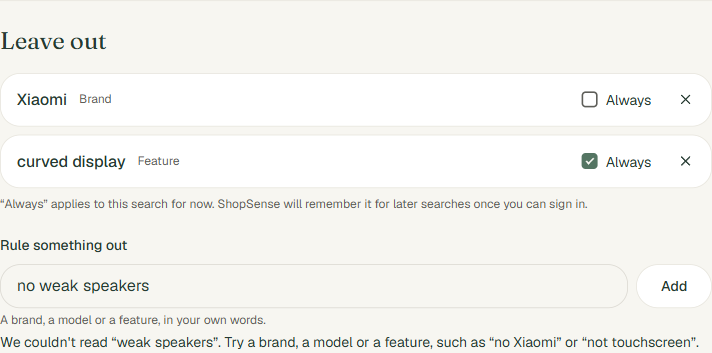 Leave out
Xiaomi Brand Always
curved display Feature Always
“Always” applies to this search for now. ShopSense will remember it for later searches once you can sign in.
Rule something out
no weak speakers Add
A brand, a model or a feature, in your own words.
We couldn't read “weak speakers”. Try a brand, a model or a feature, such as “no Xiaomi” or “not touchscreen”.